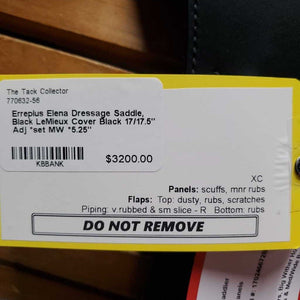 The Tack Collector
770632-56
Erreplus Elena Dressage Saddle,
Black LeMieux Cover Black 17/17.5"
Adj *set MW *5.25"
KBBANK
$3200.00
XC
Panels: scuffs, mnr rubs
Flaps: Top: dusty, rubs, scratches
Piping: v.rubbed & sm slice - R Bottom: rubs
DO NOT REMOVE